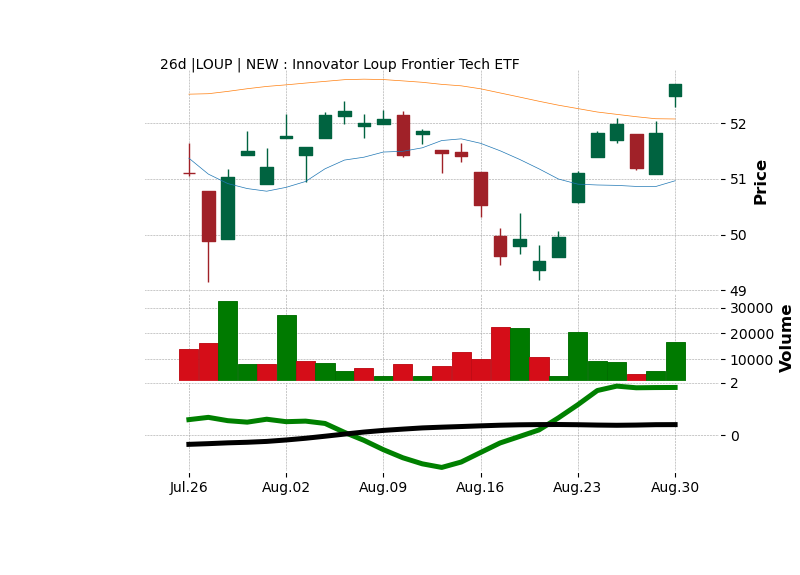 26d |LOUP | NEW : Innovator Loup Frontier Tech ETF
52
51
50
49
Price
30000
20000
10000
Volume
2
0
Jul.26 Aug.02 Aug.09 Aug.16 Aug.23 Aug.30